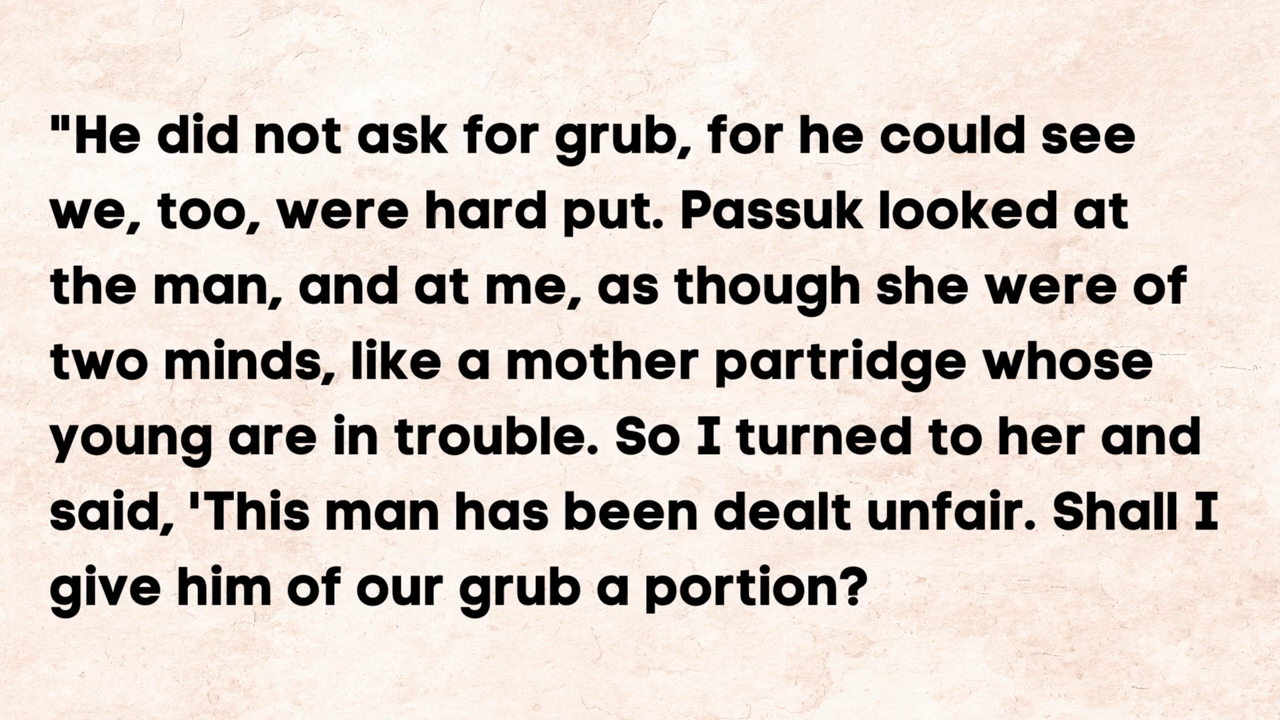 "He did not ask for grub, for he could see
we, too, were hard put. Passuk looked at
the man, and at me, as though she were of
two minds, like a mother partridge whose
young are in trouble. So I turned to her and
said, 'This man has been dealt unfair. Shall I
give him of our grub a portion?